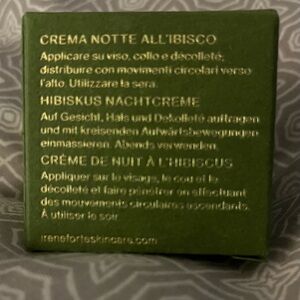 CREMA NOTTE ALL'IBISCO
Applicare su viso, collo e décolleté;
distribuire con movimenti circolari verso
l'alto. Utilizzare la sera.
HIBISKUS NACHTCREME
Auf Gesicht, Hals und Dekolleté auftragen
und mit kreisenden Aufwärtsbewegungen
einmassieren. Abends verwenden.
CRÈME DE NUIT À L'HIBISCUS
Appliquer sur le visage, le cou et le
décolleté et faire pénétrer en effectuant
des mouvements circulaires ascendants.
À utiliser le soir.
ireneforteskincare.com